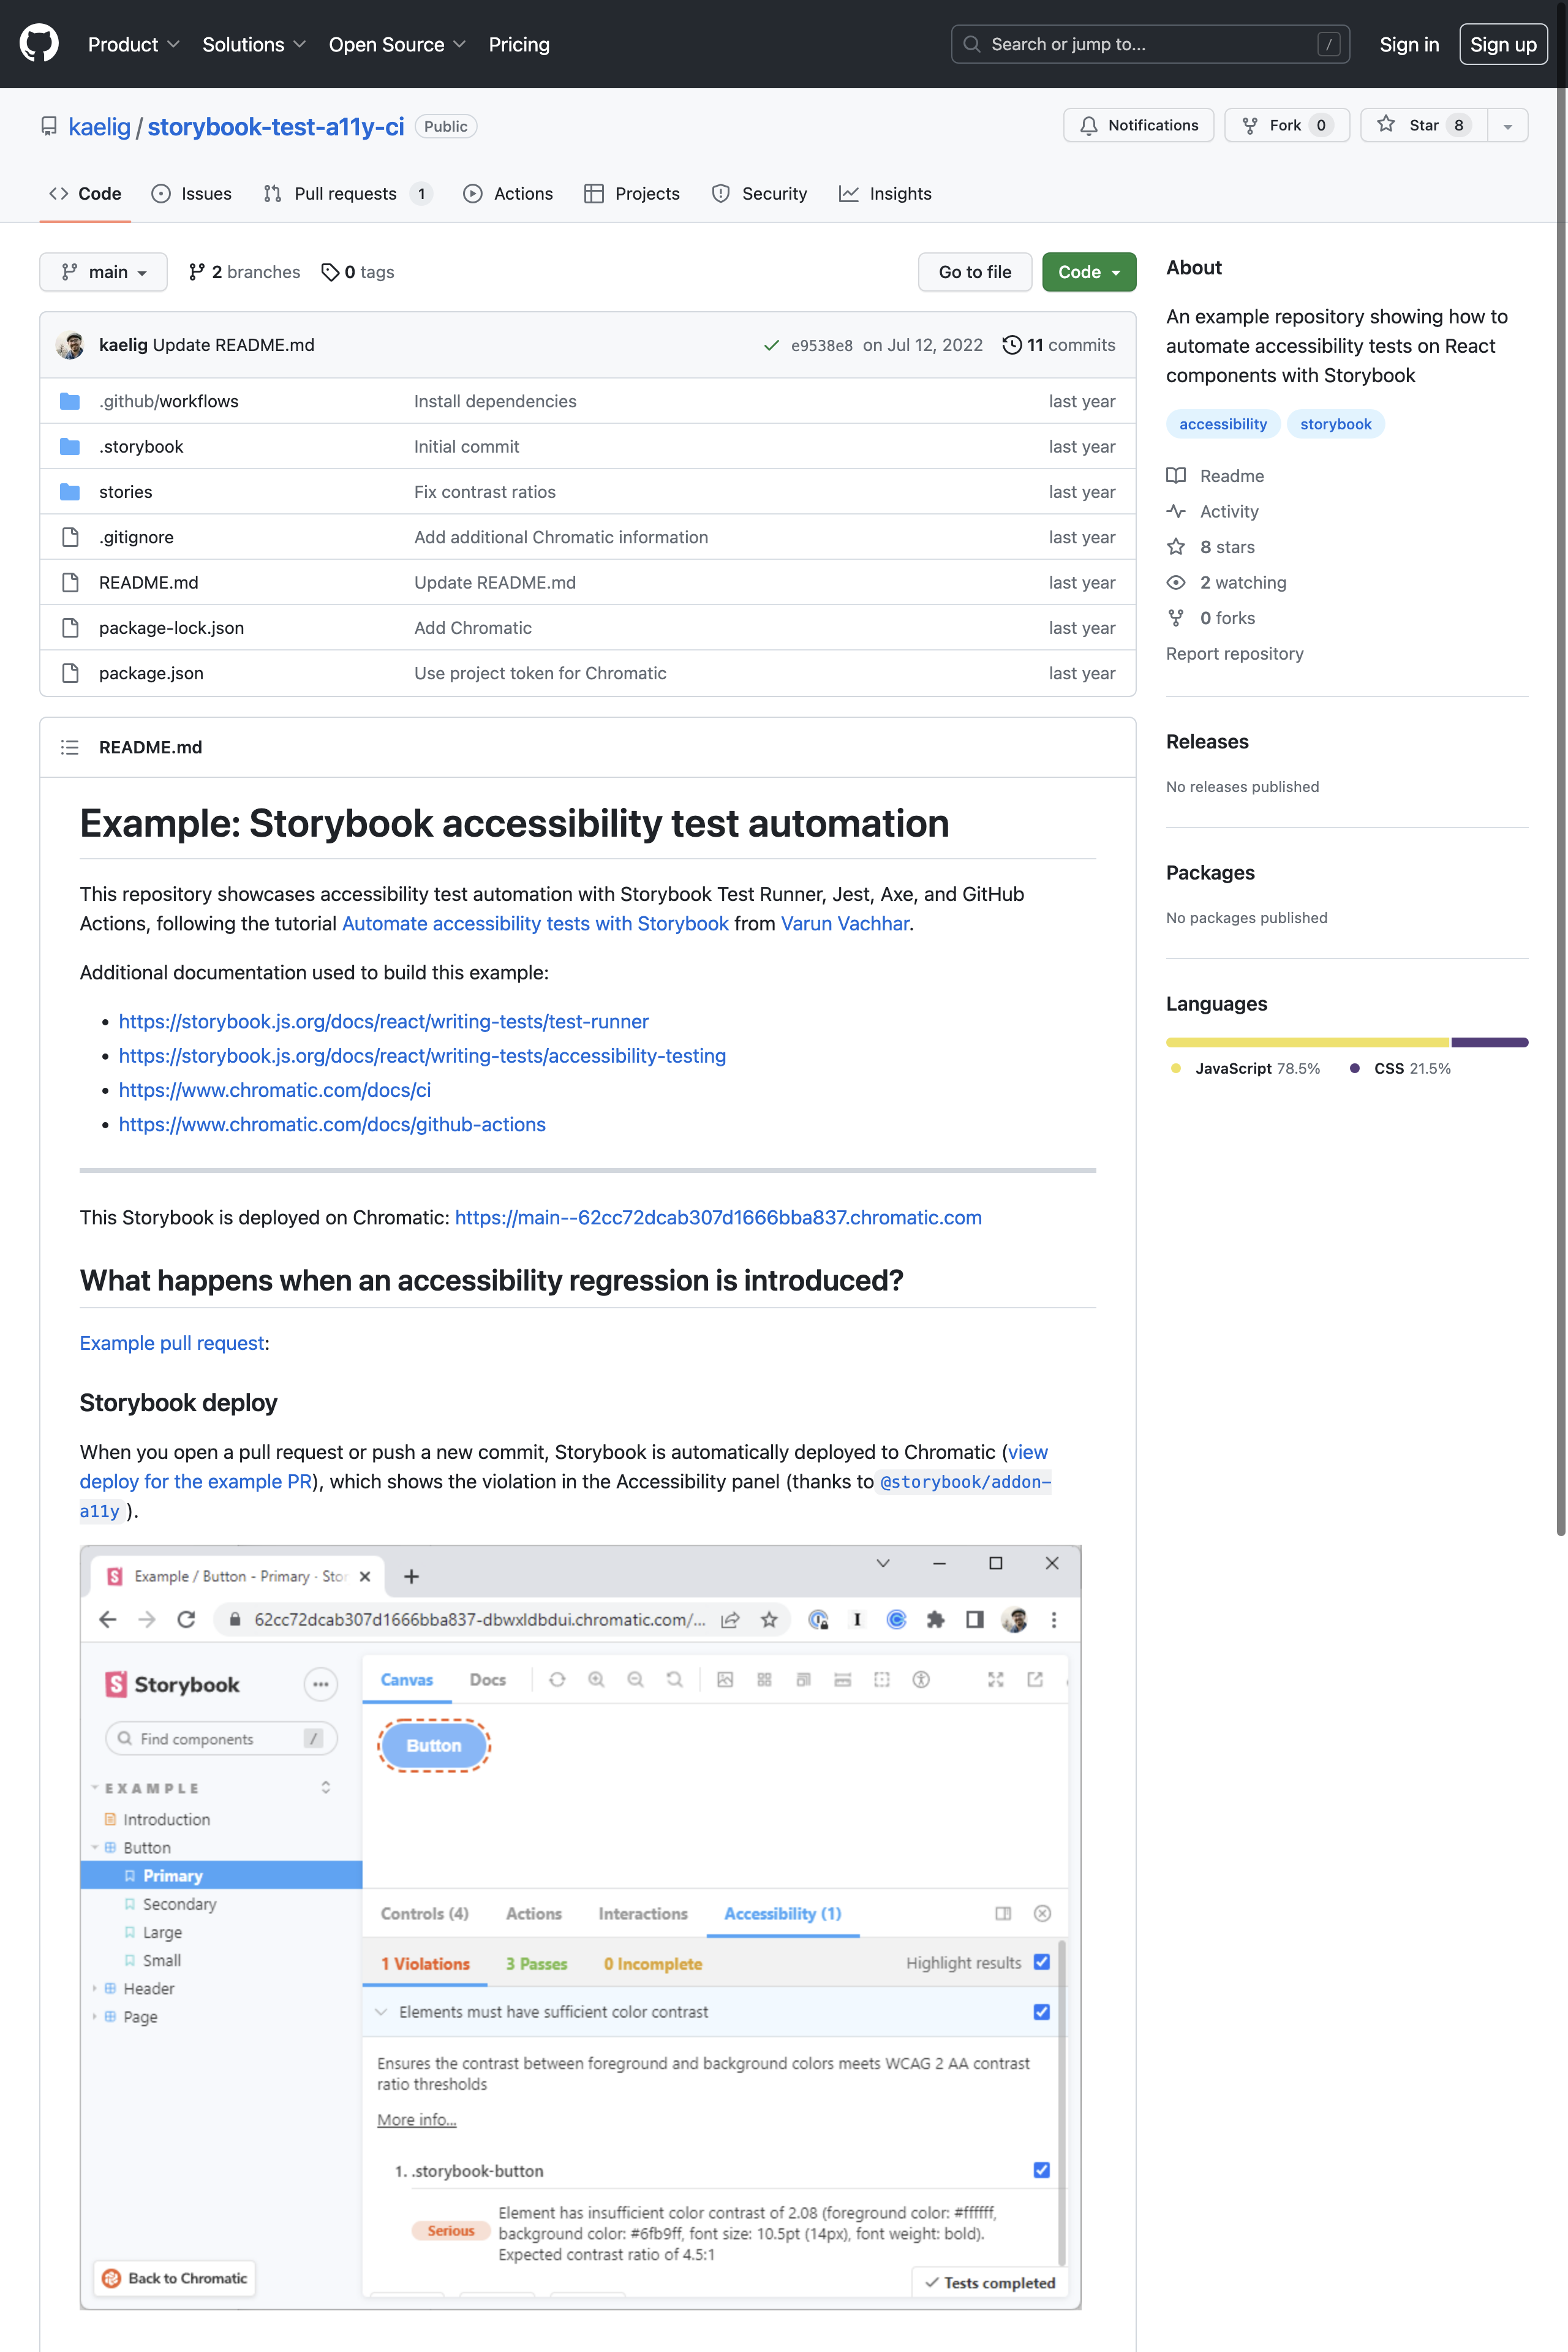 Product Solutions Open Source Pricing Search or jump to... / Sign in Sign up
kaelig / storybook-test-a11y-ci Public Notifications Fork 0 Star 8
Code Issues Pull requests 1 Actions Projects Security Insights
main 2 branches 0 tags Go to file Code
kaelig Update README.md e9538e8 on Jul 12, 2022 11 commits
.github/workflows Install dependencies last year
.storybook Initial commit last year
stories Fix contrast ratios last year
.gitignore Add additional Chromatic information last year
README.md Update README.md last year
package-lock.json Add Chromatic last year
package.json Use project token for Chromatic last year
About
An example repository showing how to
automate accessibility tests on React
components with Storybook
accessibility storybook
Readme
Activity
8 stars
2 watching
0 forks
Report repository
Releases
No releases published
Packages
No packages published
Languages
JavaScript 78.5% CSS 21.5%
README.md
Example: Storybook accessibility test automation
This repository showcases accessibility test automation with Storybook Test Runner, Jest, Axe, and GitHub
Actions, following the tutorial Automate accessibility tests with Storybook from Varun Vachhar.
Additional documentation used to build this example:
• https://storybook.js.org/docs/react/writing-tests/test-runner
• https://storybook.js.org/docs/react/writing-tests/accessibility-testing
• https://www.chromatic.com/docs/ci
• https://www.chromatic.com/docs/github-actions
This Storybook is deployed on Chromatic: https://main--62cc72dcab307d1666bba837.chromatic.com
What happens when an accessibility regression is introduced?
Example pull request:
Storybook deploy
When you open a pull request or push a new commit, Storybook is automatically deployed to Chromatic (view
deploy for the example PR), which shows the violation in the Accessibility panel (thanks to @storybook/addon-
a11y ).
Example / Button - Primary · Stor
62cc72dcab307d1666bba837-dbwxldbdui.chromatic.com/...
Storybook
Find components /
EXAMPLE
Introduction
Button
Primary
Secondary
Large
Small
Header
Page
Back to Chromatic
Canvas Docs
Button
Controls (4) Actions Interactions Accessibility (1)
1 Violations 3 Passes 0 Incomplete Highlight results
Elements must have sufficient color contrast
Ensures the contrast between foreground and background colors meets WCAG 2 AA contrast
ratio thresholds
More info...
1. .storybook-button
Serious
Element has insufficient color contrast of 2.08 (foreground color: #ffffff,
background color: #6fb9ff, font size: 10.5pt (14px), font weight: bold).
Expected contrast ratio of 4.5:1
Tests completed